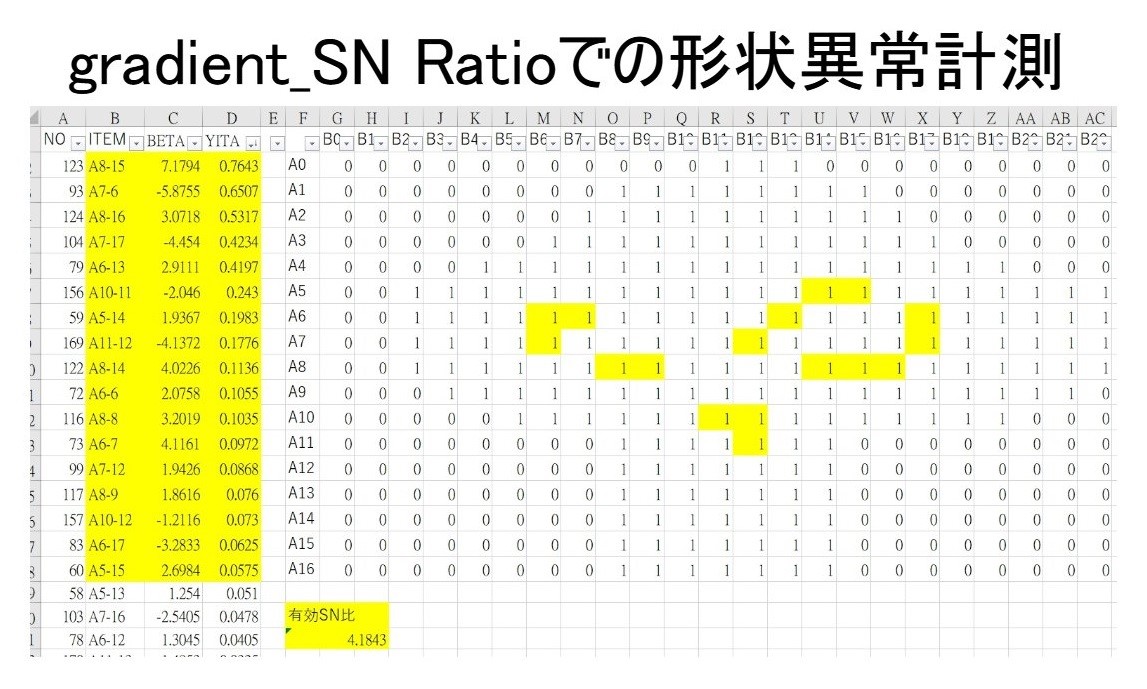 gradient_SN Ratioでの形状異常計測
A B C D E F G H I J K L M N O P Q R S T U V W X Y Z AA AB AC
NO ITEM BETA YITA B0 B1 B2 B3 B4 B5 B6 B7 B8 B9 B1 B1 B1 B1 B1 B1 B1 B1 B1 B1 B2 B2 B2
123 A8-15 7.1794 0.7643 A0 0 0 0 0 0 0 0 0 0 0 0 1 1 1 0 0 0 0 0 0 0 0 0
93 A7-6 -5.8755 0.6507 A1 0 0 0 0 0 0 0 0 1 1 1 1 1 1 1 1 0 0 0 0 0 0 0
124 A8-16 3.0718 0.5317 A2 0 0 0 0 0 0 0 1 1 1 1 1 1 1 1 1 1 0 0 0 0 0 0
104 A7-17 -4.454 0.4234 A3 0 0 0 0 0 0 1 1 1 1 1 1 1 1 1 1 1 1 0 0 0 0 0
79 A6-13 2.9111 0.4197 A4 0 0 0 0 1 1 1 1 1 1 1 1 1 1 1 1 1 1 1 1 0 0 0
156 A10-11 -2.046 0.243 A5 0 0 1 1 1 1 1 1 1 1 1 1 1 1 1 1 1 1 1 1 1 1 1
59 A5-14 1.9367 0.1983 A6 0 0 1 1 1 1 1 1 1 1 1 1 1 1 1 1 1 1 1 1 1 1 1
169 A11-12 -4.1372 0.1776 A7 0 0 1 1 1 1 1 1 1 1 1 1 1 1 1 1 1 1 1 1 1 1 1
122 A8-14 4.0226 0.1136 A8 0 0 1 1 1 1 1 1 1 1 1 1 1 1 1 1 1 1 1 1 1 1 1
72 A6-6 2.0758 0.1055 A9 0 0 0 1 1 1 1 1 1 1 1 1 1 1 1 1 1 1 1 1 1 1 0
116 A8-8 3.2019 0.1035 A10 0 0 0 0 0 1 1 1 1 1 1 1 1 1 1 1 1 1 1 1 0 0 0
73 A6-7 4.1161 0.0972 A11 0 0 0 0 0 0 0 0 1 1 1 1 1 1 1 0 0 0 0 0 0 0 0
99 A7-12 1.9426 0.0868 A12 0 0 0 0 0 0 0 0 1 1 1 1 1 1 1 0 0 0 0 0 0 0 0
117 A8-9 1.8616 0.076 A13 0 0 0 0 0 0 0 0 1 1 1 1 1 1 1 0 0 0 0 0 0 0 0
157 A10-12 -1.2116 0.073 A14 0 0 0 0 0 0 0 0 1 1 1 1 1 1 1 0 0 0 0 0 0 0 0
83 A6-17 -3.2833 0.0625 A15 0 0 0 0 0 0 0 0 1 1 1 1 1 1 1 0 0 0 0 0 0 0 0
60 A5-15 2.6984 0.0575 A16 0 0 0 0 0 0 0 0 1 1 1 1 1 1 1 0 0 0 0 0 0 0 0
58 A5-13 1.254 0.051
103 A7-16 -2.5405 0.0478 有効SN比
78 A6-12 1.3045 0.0405 4.1843